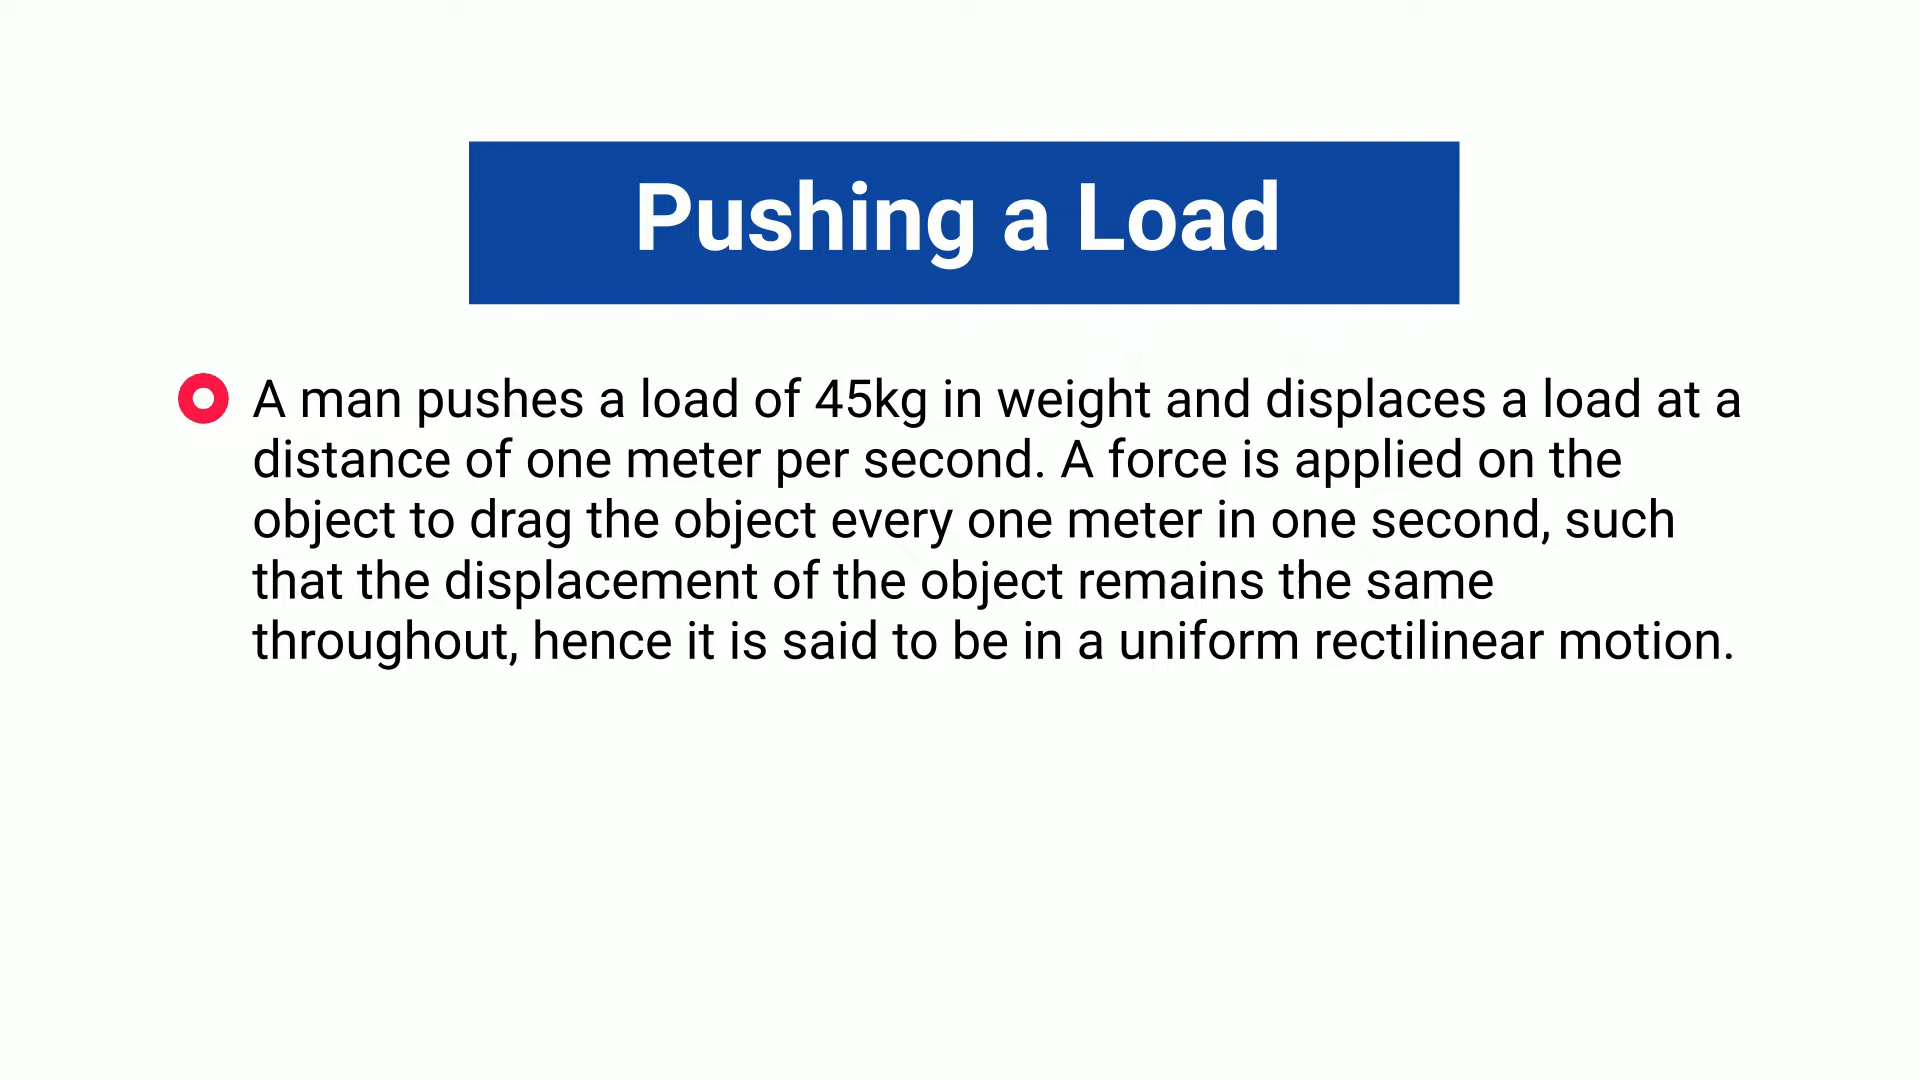 Pushing a Load
A man pushes a load of 45kg in weight and displaces a load at a
distance of one meter per second. A force is applied on the
object to drag the object every one meter in one second, such
that the displacement of the object remains the same
throughout, hence it is said to be in a uniform rectilinear motion.